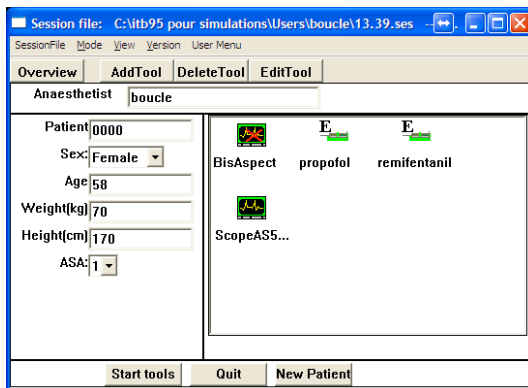 Session file: C:\itb95 pour simulations\Users\boucle\13.39.ses
SessionFile Mode View Version User Menu
Overview AddTool DeleteTool EditTool
Anaesthetist boucle
Patient 0000
Sex: Female
Age 58
Weight(kg) 70
Height(cm) 170
ASA: 1
BisAspect propofol remifentanil
ScopeAS5...
Start tools Quit New Patient